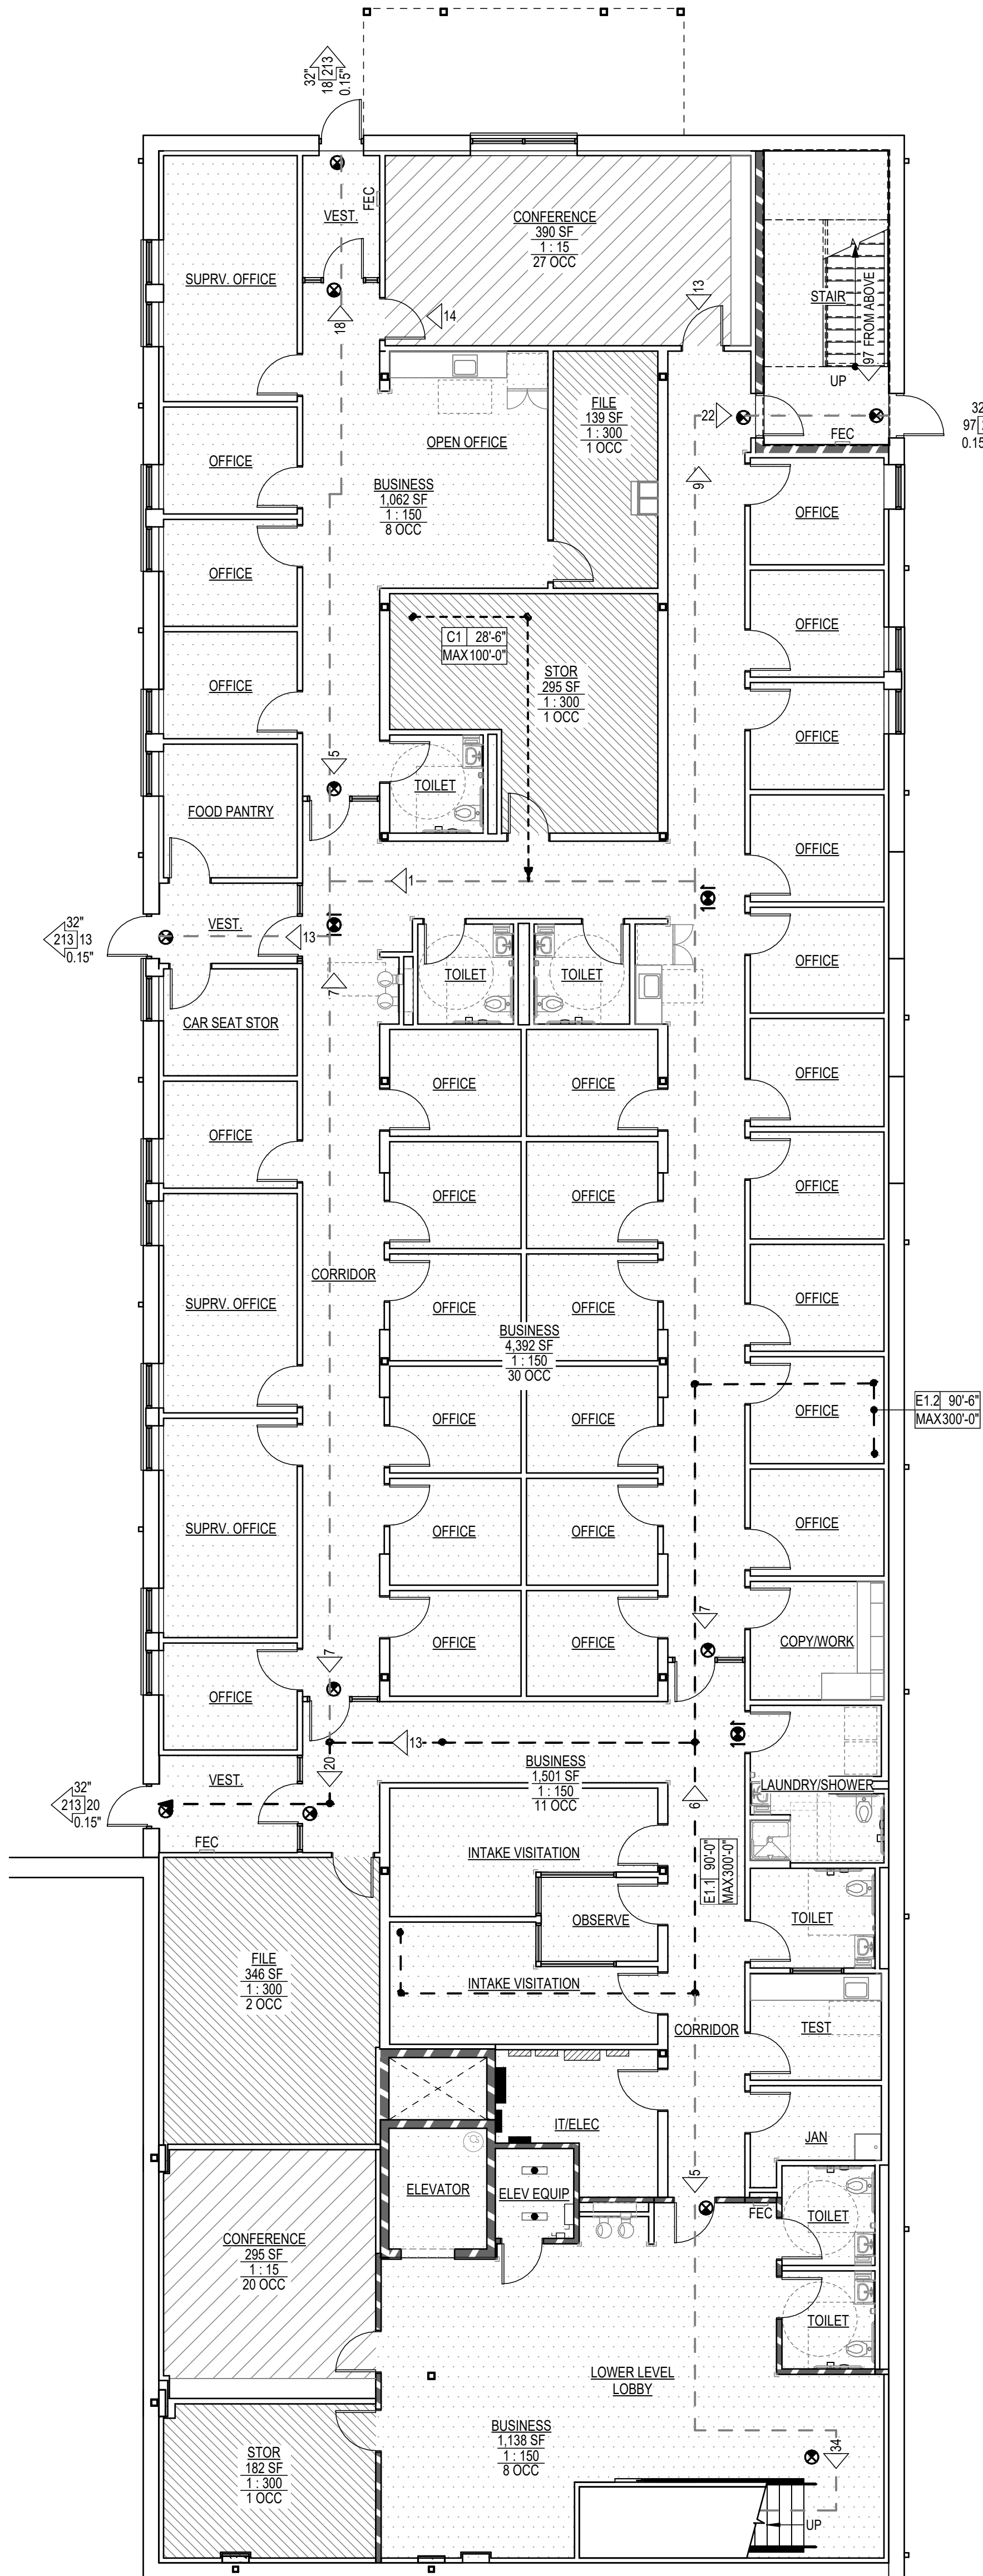 32"
18 213
0.15"
VEST.
FEC
CONFERENCE
390 SF
1 : 15
27 OCC
SUPRV. OFFICE
18
14
13
STAIR
97 FROM ABOVE
UP
FEC
32"
97
0.15
22
9
FILE
139 SF
1 : 300
1 OCC
OPEN OFFICE
BUSINESS
1,062 SF
1 : 150
8 OCC
OFFICE
OFFICE
OFFICE
OFFICE
OFFICE
C1 28'-6"
MAX100'-0"
STOR
295 SF
1 : 300
1 OCC
OFFICE
5
TOILET
FOOD PANTRY
OFFICE
1
32"
213 13
0.15"
VEST.
13
7
TOILET
TOILET
OFFICE
CAR SEAT STOR
OFFICE
OFFICE
OFFICE
OFFICE
OFFICE
OFFICE
OFFICE
CORRIDOR
SUPRV. OFFICE
OFFICE
OFFICE
OFFICE
BUSINESS
4,392 SF
1 : 150
30 OCC
OFFICE
OFFICE
OFFICE
E1.2 90'-6"
MAX300'-0"
SUPRV. OFFICE
OFFICE
OFFICE
OFFICE
7
COPY/WORK
OFFICE
OFFICE
OFFICE
7
13
20
VEST.
32"
213 20
0.15"
FEC
BUSINESS
1,501 SF
1 : 150
11 OCC
6
LAUNDRY/SHOWER
INTAKE VISITATION
E1.1 90'-0"
MAX300'-0"
OBSERVE
TOILET
FILE
346 SF
1 : 300
2 OCC
INTAKE VISITATION
CORRIDOR
TEST
IT/ELEC
JAN
ELEVATOR
ELEV EQUIP
5
FEC
TOILET
CONFERENCE
295 SF
1 : 15
20 OCC
TOILET
LOWER LEVEL
LOBBY
STOR
182 SF
1 : 300
1 OCC
BUSINESS
1,138 SF
1 : 150
8 OCC
34
UP